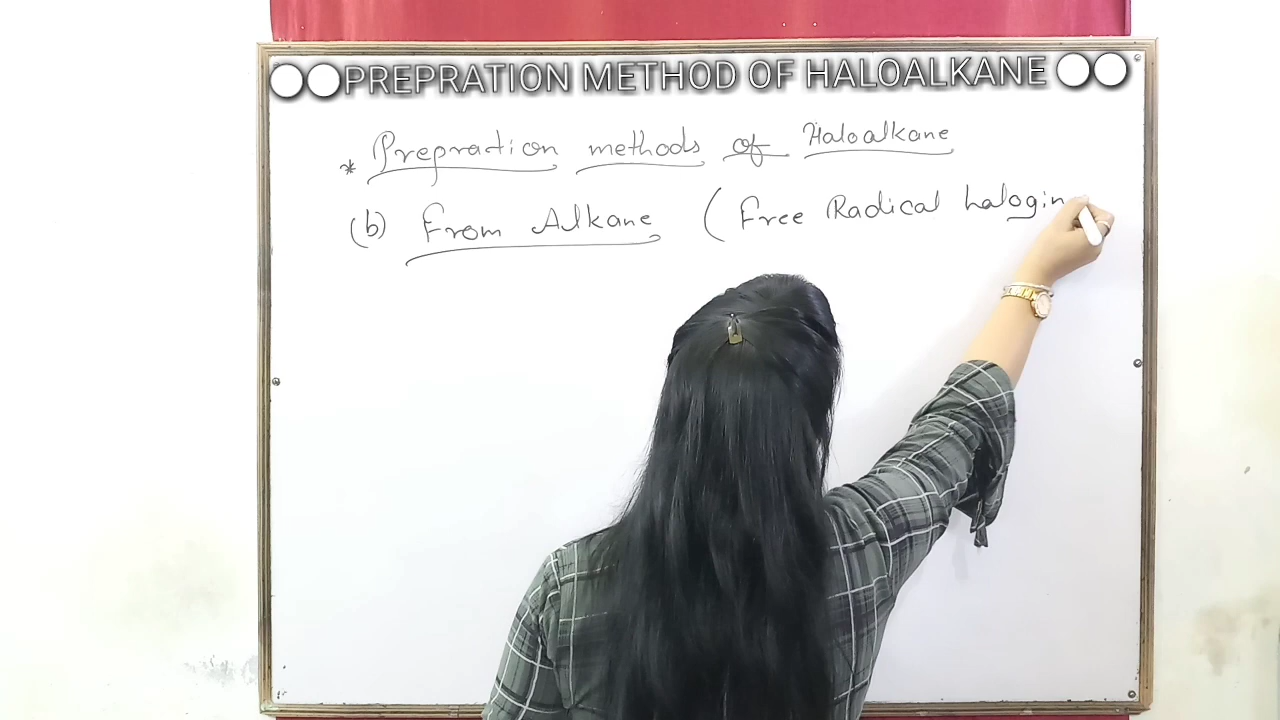 PREPRATION METHOD OF HALOALKANE
* Prepration methods of Haloalkane
(b) From Alkane (Free Radical halogin